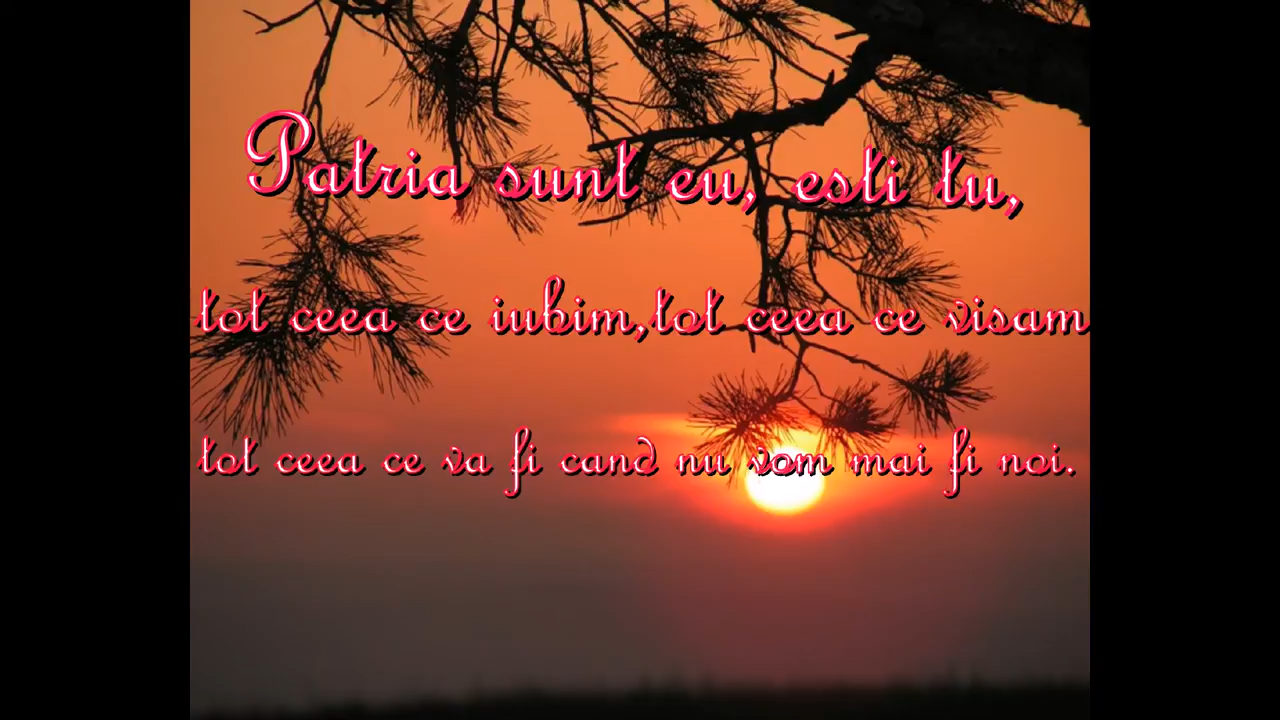 Patria sunt eu, esti tu,
tot ceea ce iubim,tot ceea ce visam
tot ceea ce va fi cand nu vom mai fi noi.